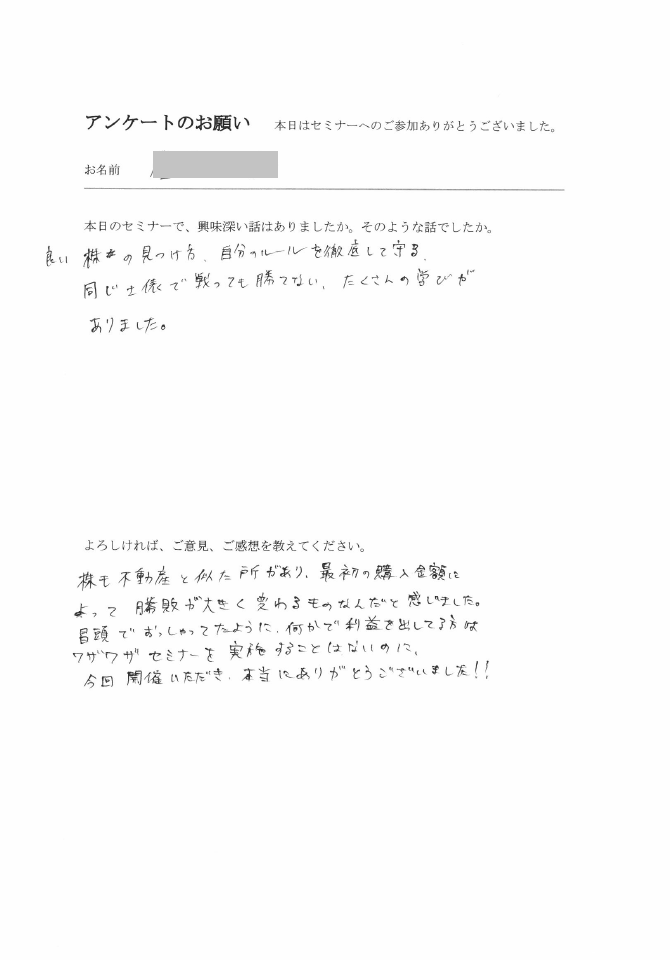 アンケートのお願い 本日はセミナーへのご参加ありがとうございました。
お名前
本日のセミナーで、興味深い話はありましたか。そのような話でしたか。
良い 株の見つけ方、自分のルールを徹底して守る、
同じ土俵で戦っても勝てない、たくさんの学びが
ありました。
よろしければ、ご意見、ご感想を教えてください。
株も不動産と似た所があり、最初の購入金額に
よって勝敗が大きく変わるものなんだと感じました。
冒頭でおっしゃってたように、何かで利益を出してる方は
ワザワザセミナーを実施することはないのに、
今回開催いただき、本当にありがとうございました!!